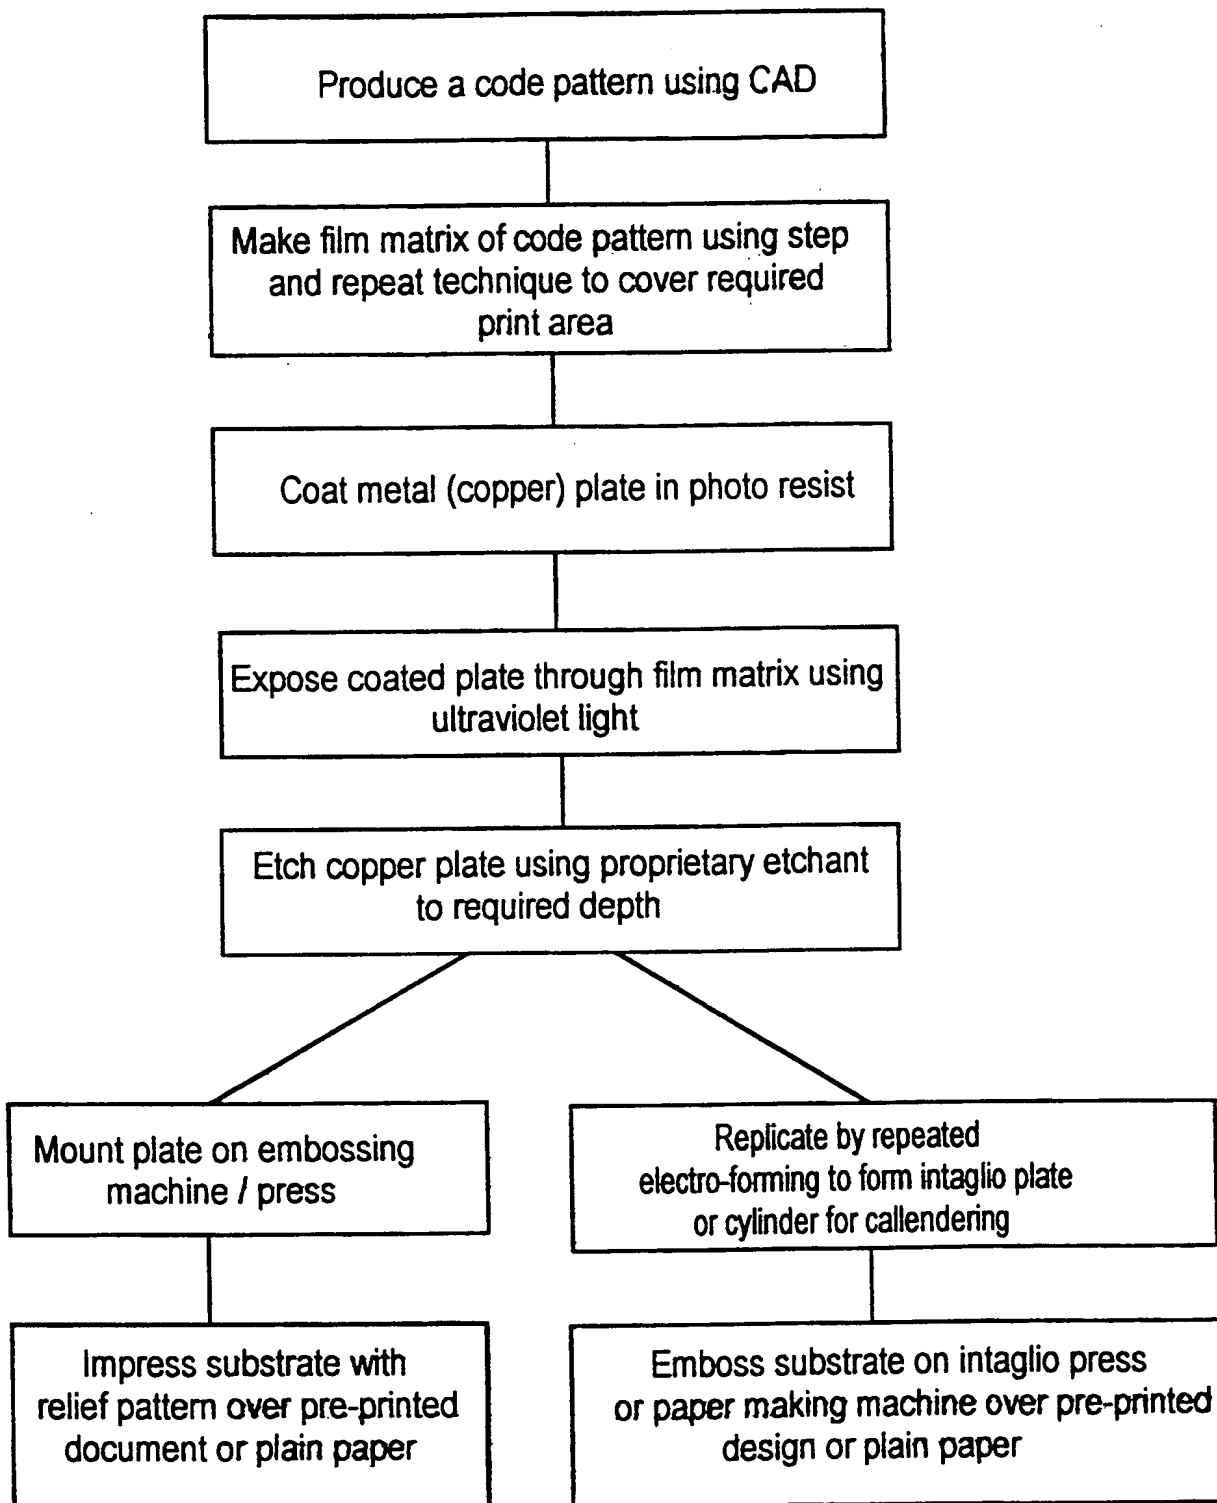 Produce a code pattern using CAD
Make film matrix of code pattern using step
and repeat technique to cover required
print area
Coat metal (copper) plate in photo resist
Expose coated plate through film matrix using
ultraviolet light
Etch copper plate using proprietary etchant
to required depth
Mount plate on embossing
machine / press
Replicate by repeated
electro-forming to form intaglio plate
or cylinder for callendering
Impress substrate with
relief pattern over pre-printed
document or plain paper
Emboss substrate on intaglio press
or paper making machine over pre-printed
design or plain paper